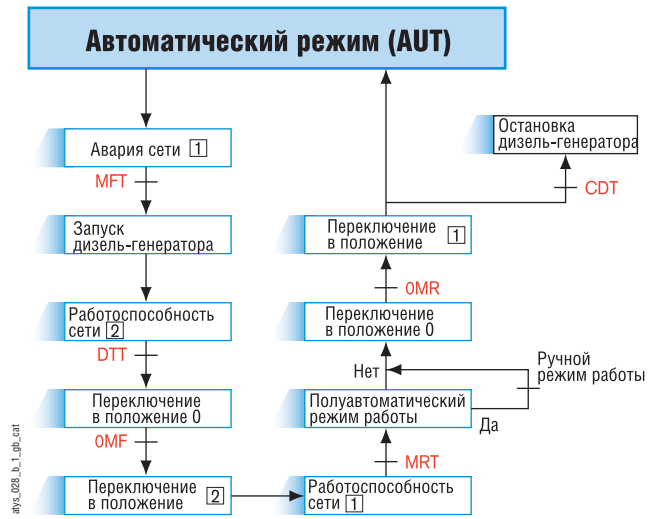 Автоматический режим (AUT)
Авария сети 1
MFT
Запуск
дизель-генератора
Работоспособность
сети 2
DTT
Переключение
в положение 0
0MF
Переключение
в положение 2
Работоспособность
сети 1
MRT
Полуавтоматический
режим работы
Нет
Да
Ручной
режим работы
Переключение
в положение 0
0MR
Переключение
в положение 1
Остановка
дизель-генератора
CDT
atys_028_b_1_gb_cat